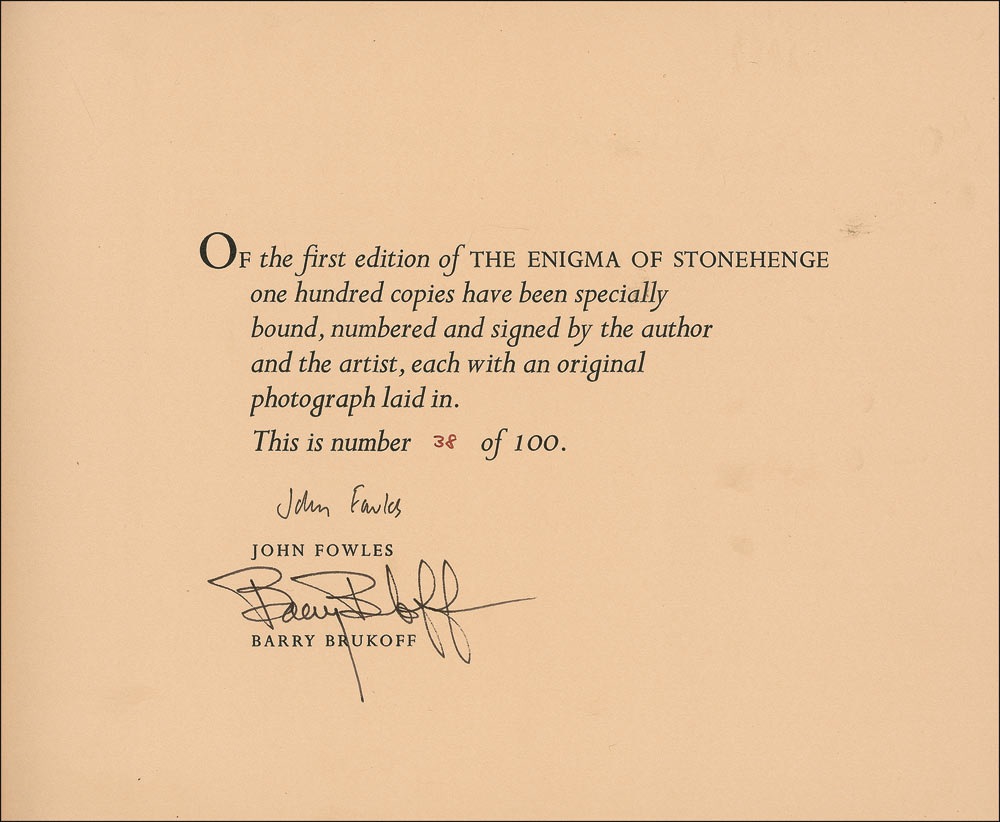 OF the first edition of THE ENIGMA OF STONEHENGE
one hundred copies have been specially
bound, numbered and signed by the author
and the artist, each with an original
photograph laid in.
This is number 38 of 100.
John Fowles
JOHN FOWLES
Barry Brukoff
BARRY BRUKOFF